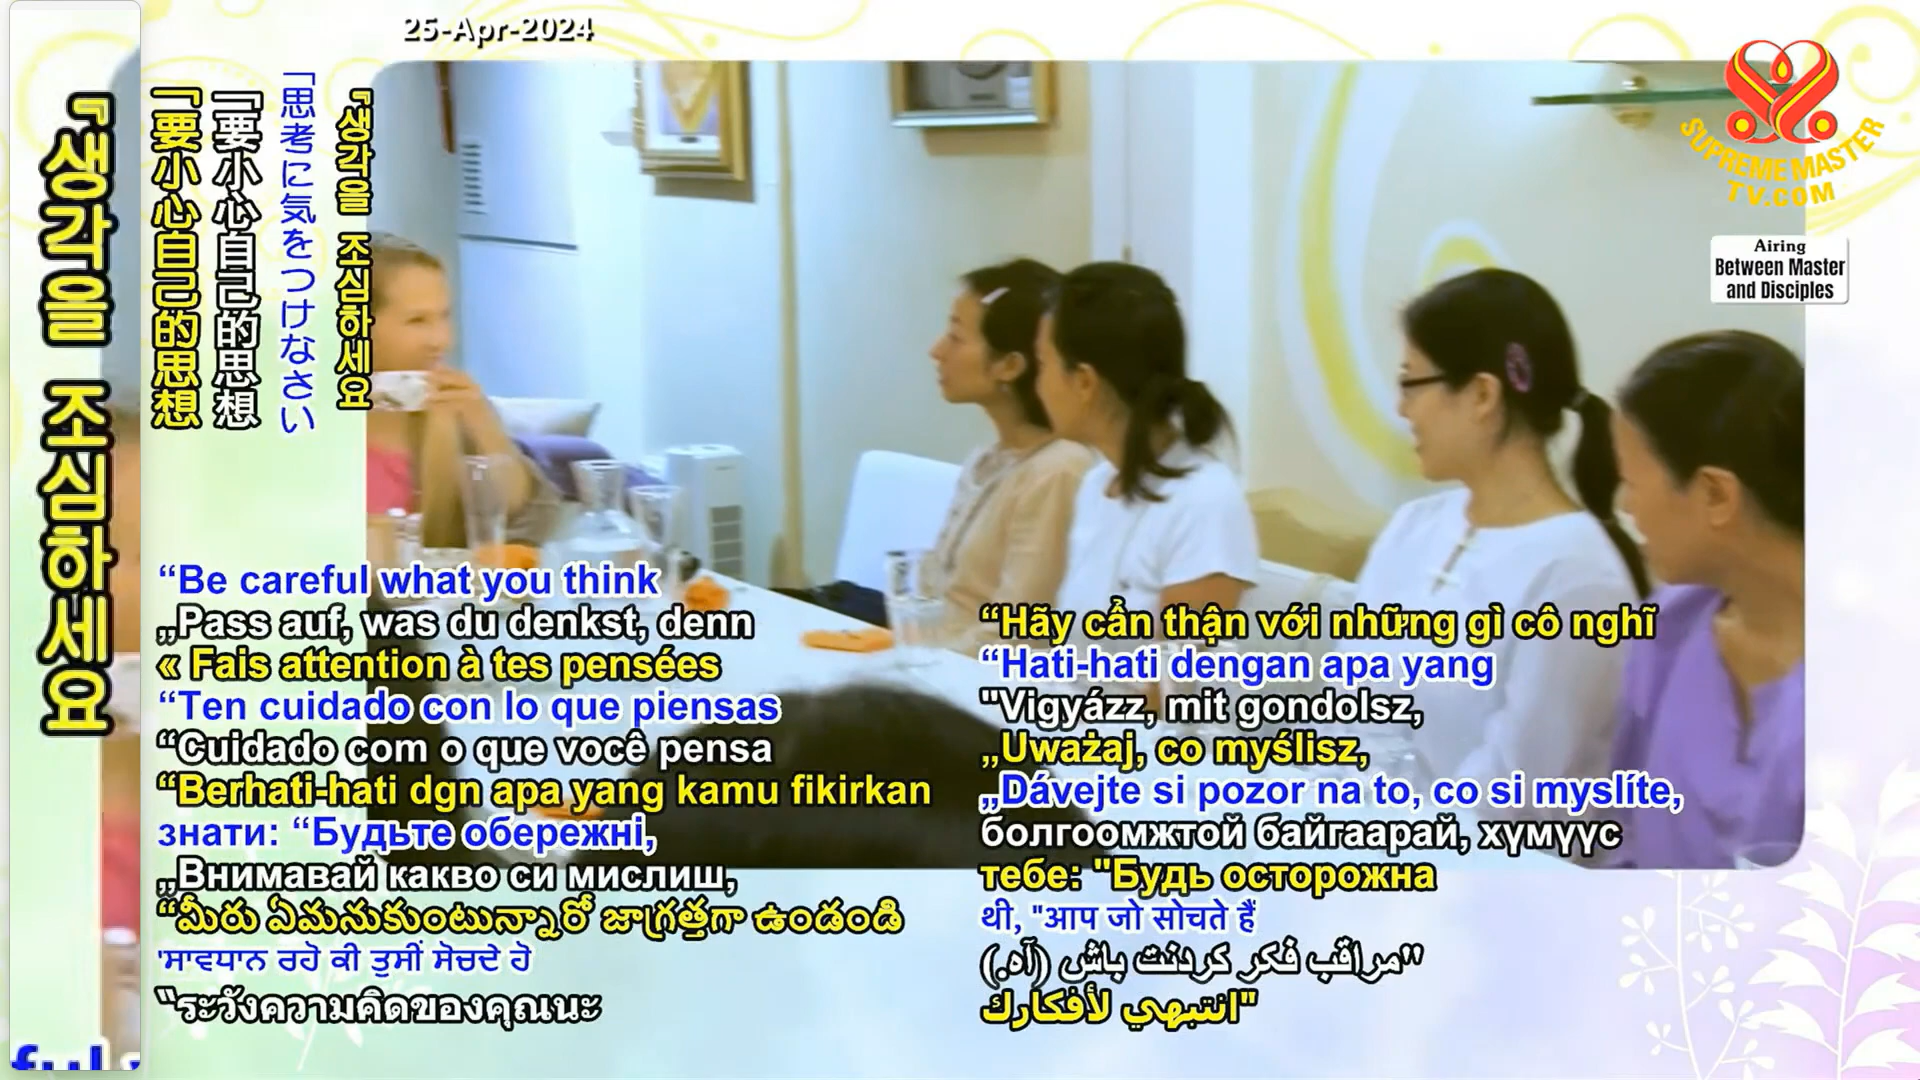 25-Apr-2024
SUPREME MASTER
TV.COM
Airing
Between Master
and Disciples
『생각을 조심하세요
「要小心自己的思想
「要小心自己的思想
「思考に気をつけなさい
『생각을 조심하세요
“Be careful what you think
„Pass auf, was du denkst, denn
« Fais attention à tes pensées
“Ten cuidado con lo que piensas
“Cuidado com o que você pensa
“Berhati-hati dgn apa yang kamu fikirkan
знати: “Будьте обережні,
„Внимавай какво си мислиш,
“మీరు ఏమనుకుంటున్నారో జాగ్రత్తగా ఉండండి
'ਸਾਵਧਾਨ ਰਹੋ ਕੀ ਤੁਸੀਂ ਸੋਚਦੇ ਹੋ
“ระวังความคิดของคุณนะ
“Hãy cẩn thận với những gì cô nghĩ
“Hati-hati dengan apa yang
"Vigyázz, mit gondolsz,
„Uważaj, co myślisz,
„Dávejte si pozor na to, co si myslíte,
болгоомжтой байгаарай, хүмүүс
тебе: "Будь осторожна
थी, "आप जो सोचते हैं
"مراقب فکر کردنت باش (آه.)
"انتبهي لأفكارك